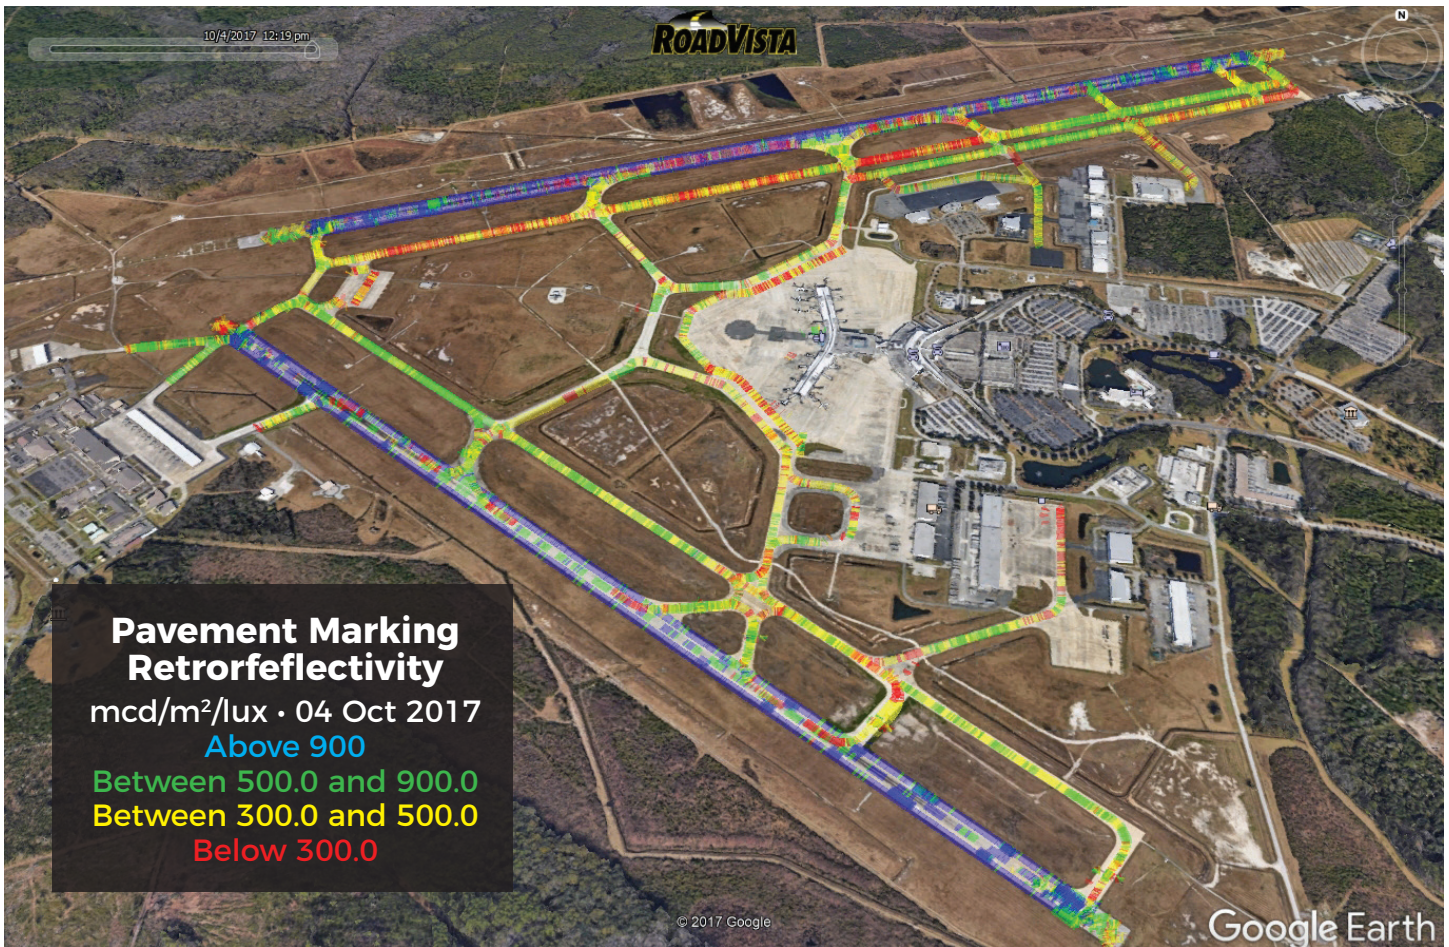 10/4/2017 12:19 pm
ROADVISTA
N
Pavement Marking
Retrorfeflectivity
mcd/m²/lux • 04 Oct 2017
Above 900
Between 500.0 and 900.0
Between 300.0 and 500.0
Below 300.0
© 2017 Google
Google Earth